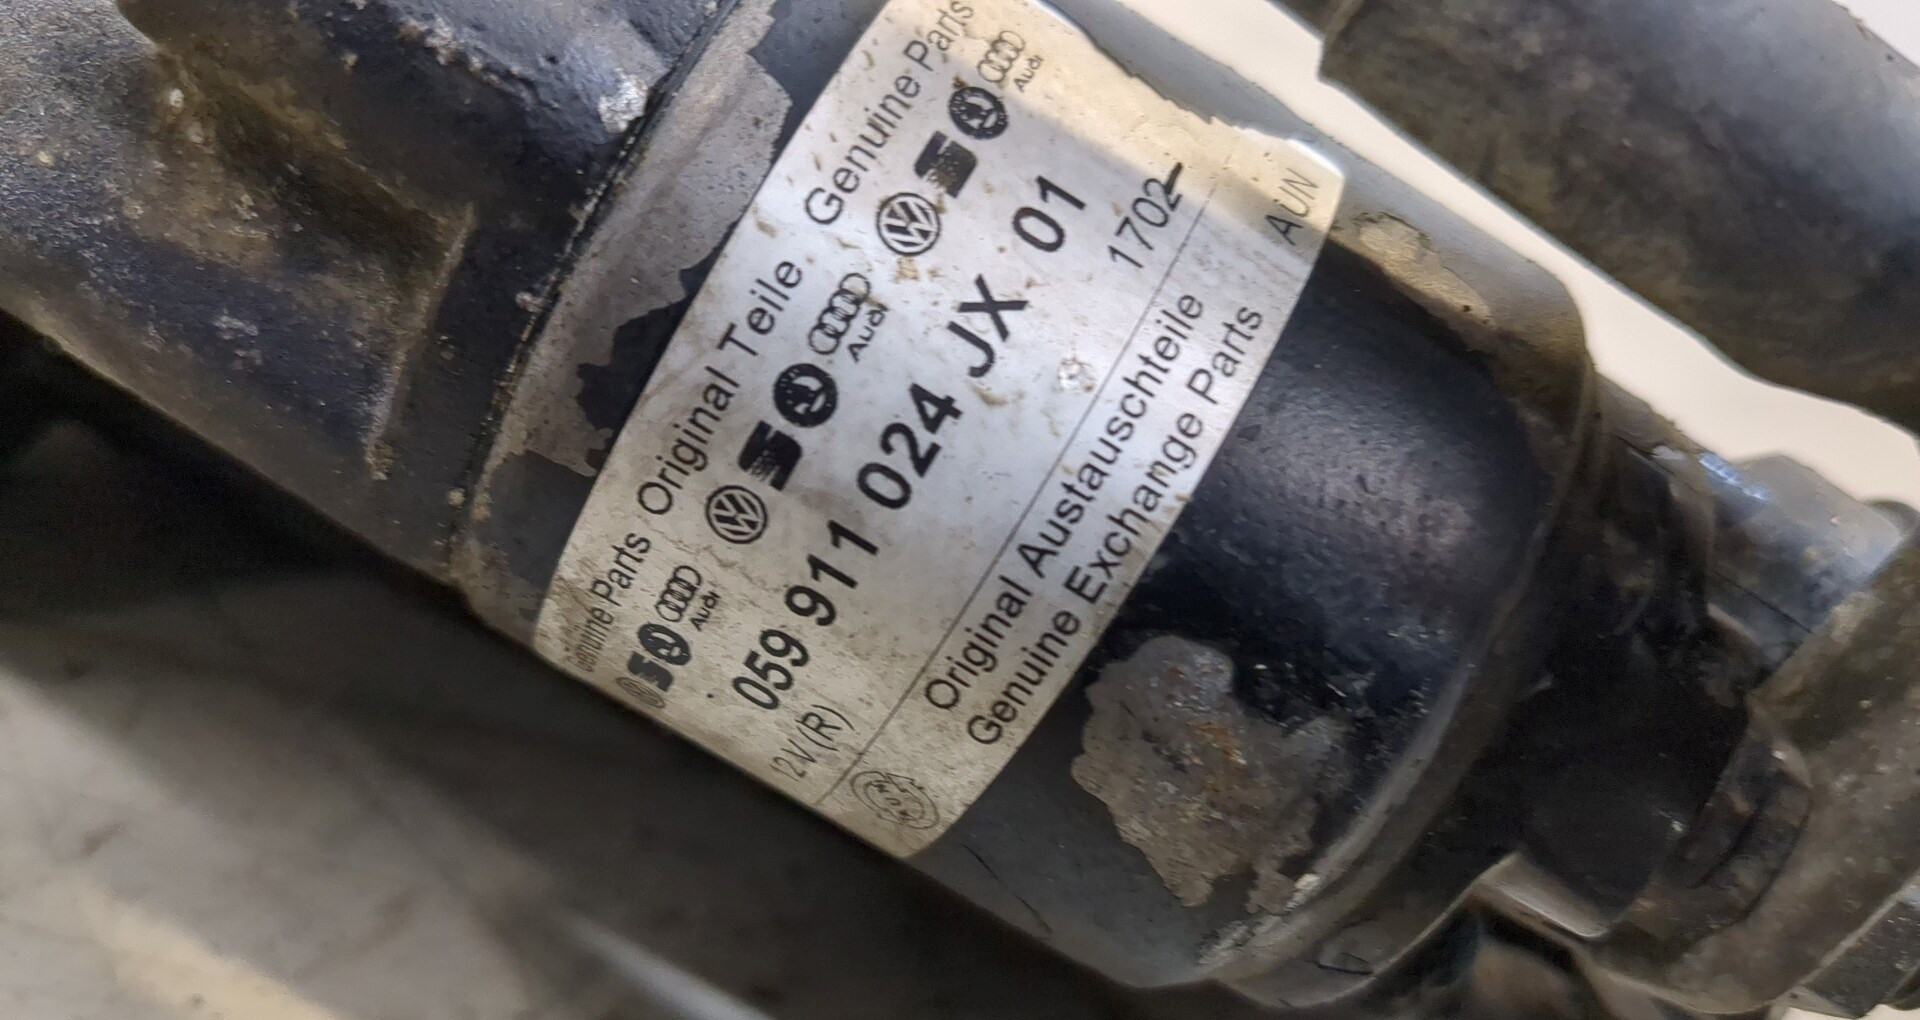 Genuine Parts Original Teile Genuine Parts
Audi Audi Audi
059 911 024 JX 01
12V(R) 1702
Original Austauschteile AÜN
Genuine Exchange Parts